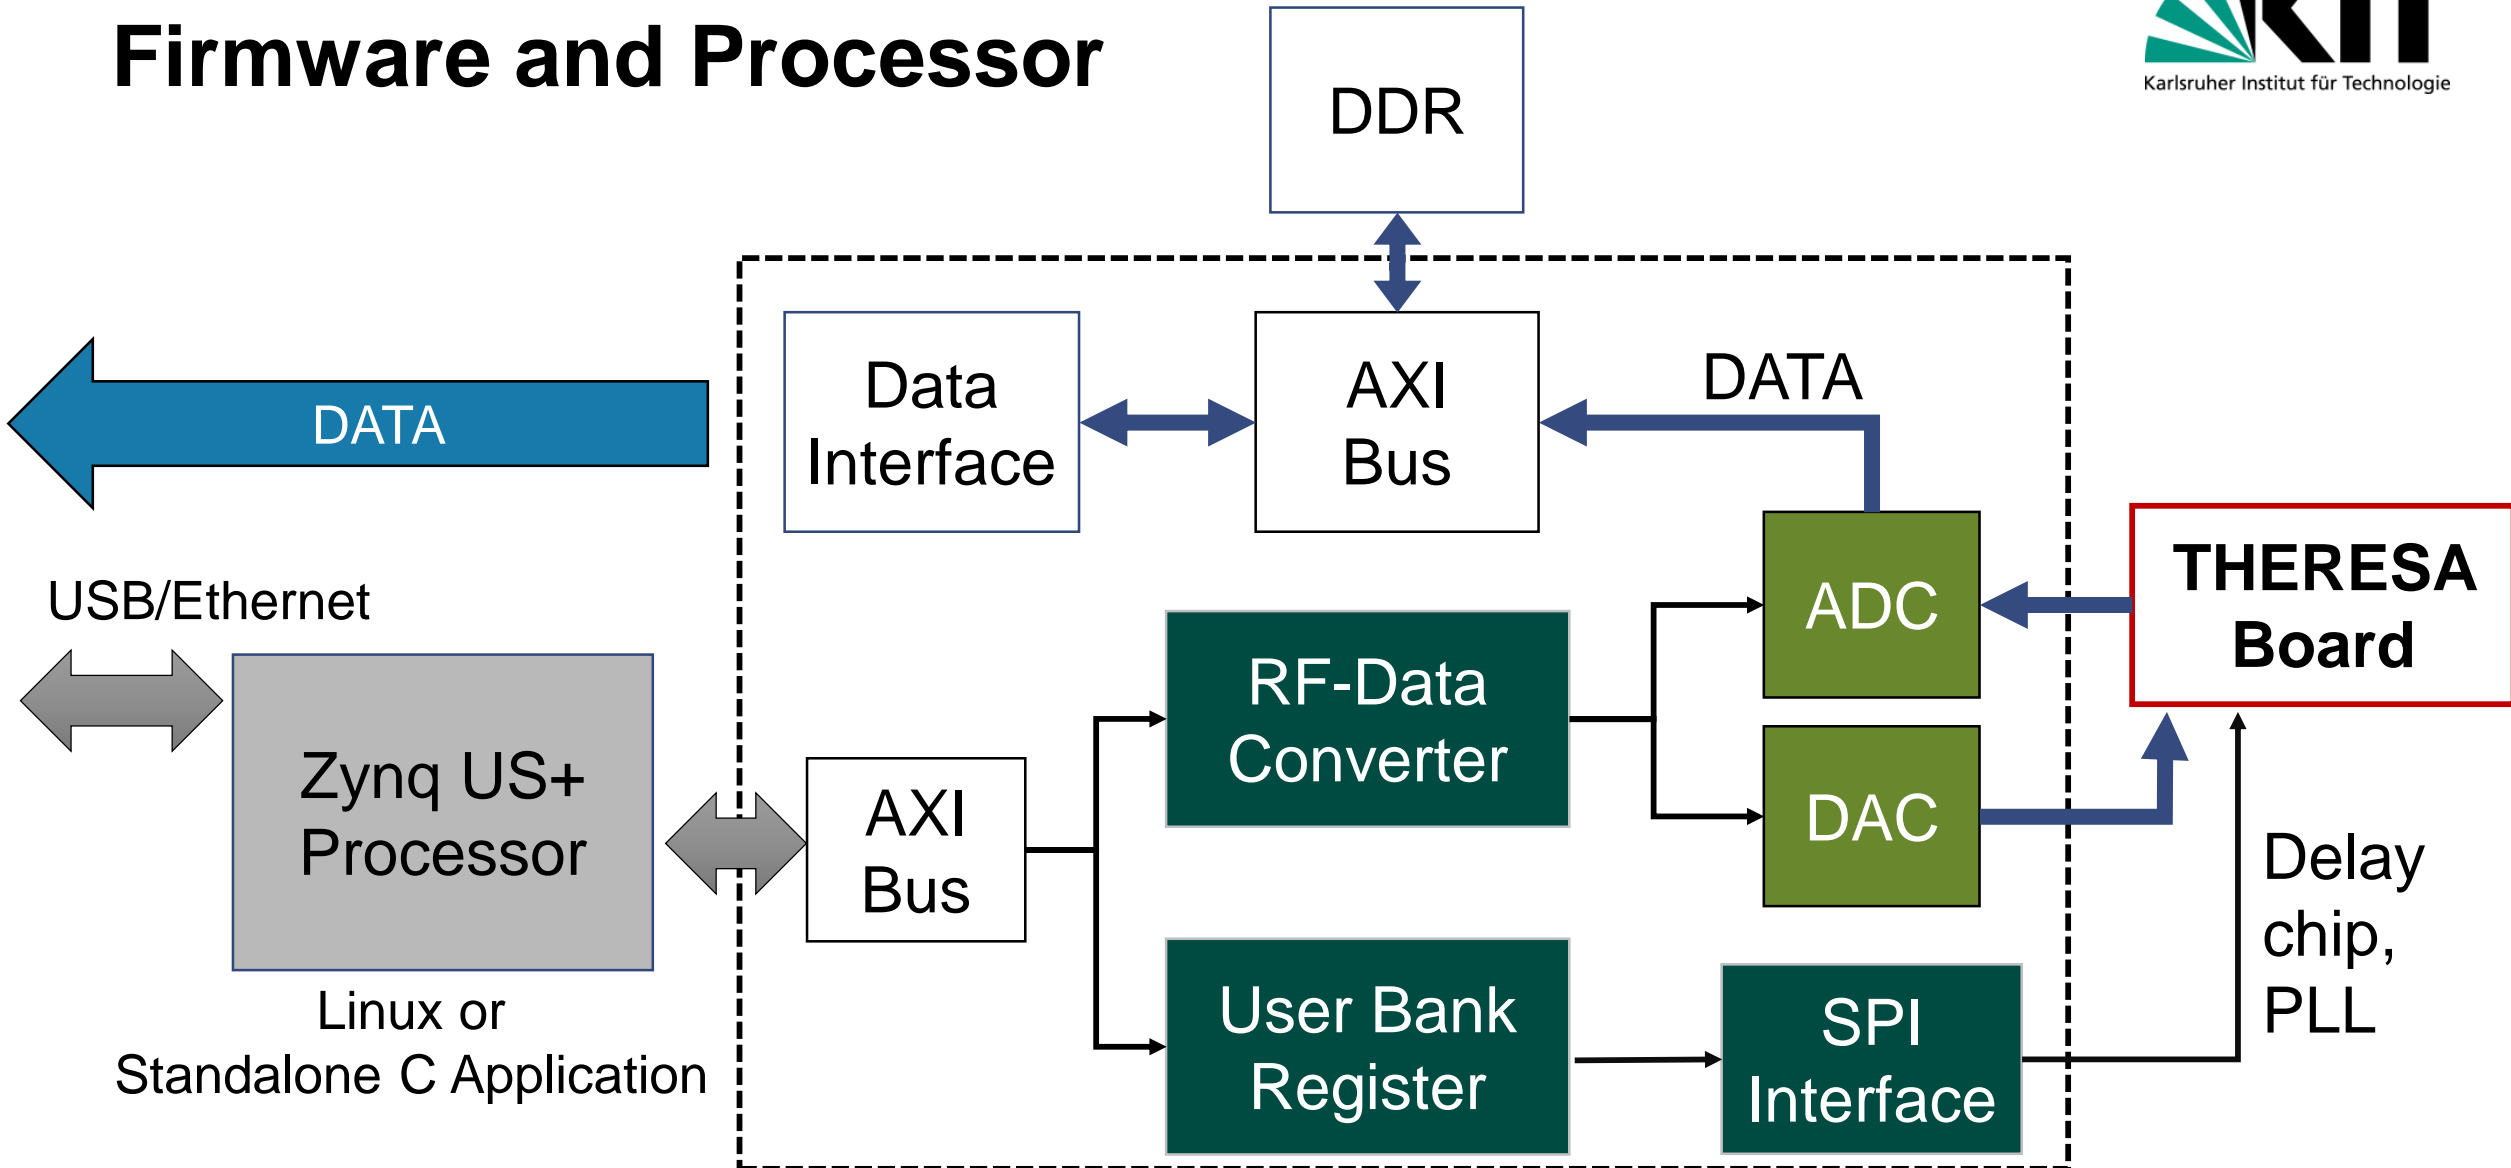 Firmware and Processor
KIT
Karlsruher Institut für Technologie
DDR
Data
Interface
AXI
Bus
DATA
DATA
USB/Ethernet
Zynq US+
Processor
Linux or
Standalone C Application
AXI
Bus
RF-Data
Converter
User Bank
Register
ADC
DAC
SPI
Interface
THERESA
Board
Delay
chip,
PLL